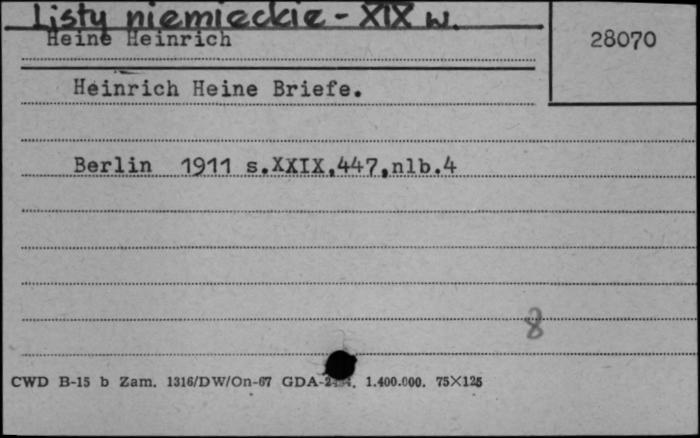 Listy niemieckie - XIX w.
Heine Heinrich
28070
Heinrich Heine Briefe.
Berlin 1911 s.XXIX,447,nlb.4
8
CWD B-15 b Zam. 1316/DW/On-67 1.400.000. 75X125